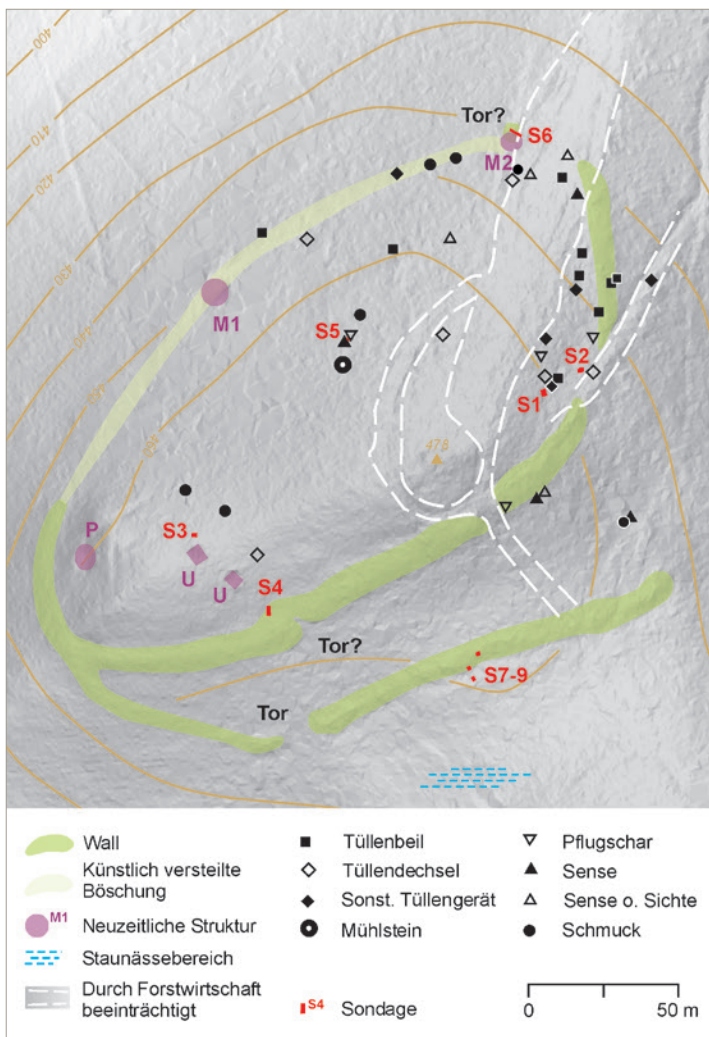 400
410
420
Tor?
S6
M2
430
M1
S5
S2
S1
460
478
P
S3
U
U
S4
Tor?
S7-9
Tor
Wall
Künstlich versteilte
Böschung
M1 Neuzeitliche Struktur
Staunässebereich
Durch Forstwirtschaft
beeinträchtigt
Tüllenbeil
Tüllendechsel
Sonst. Tüllengerät
Mühlstein
S4 Sondage
Pflugschar
Sense
Sense o. Sichte
Schmuck
0 50 m